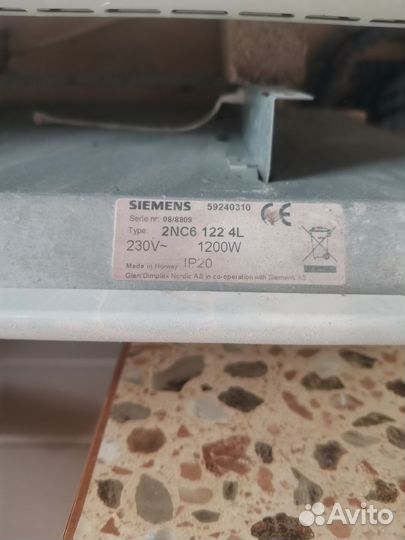 SIEMENS 59240310 CE
Serie nr: 08/8809
Type: 2NC6 122 4L
230V~ 1200W
Made in Norway IP20
Glen Dimplex Nordic AS in co-operation with Siemens AS
Avito